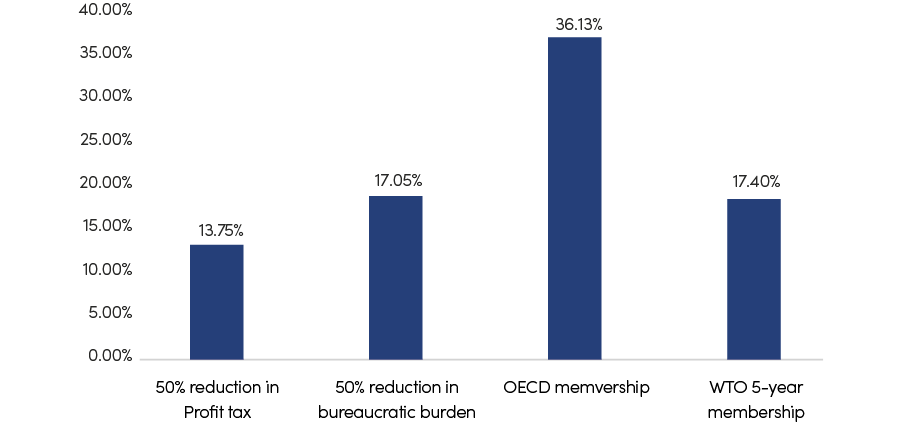 40.00%
35.00%
30.00%
25.00%
20.00%
15.00%
10.00%
5.00%
0.00%
13.75%
17.05%
36.13%
17.40%
50% reduction in
Profit tax
50% reduction in
bureaucratic burden
OECD memvership
WTO 5-year
membership